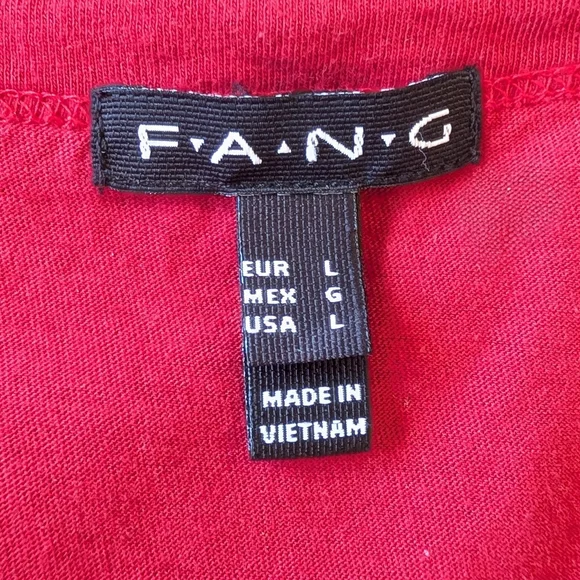 F▼A▲N▼G
EUR L
MEX G
USA L
MADE IN
VIETNAM